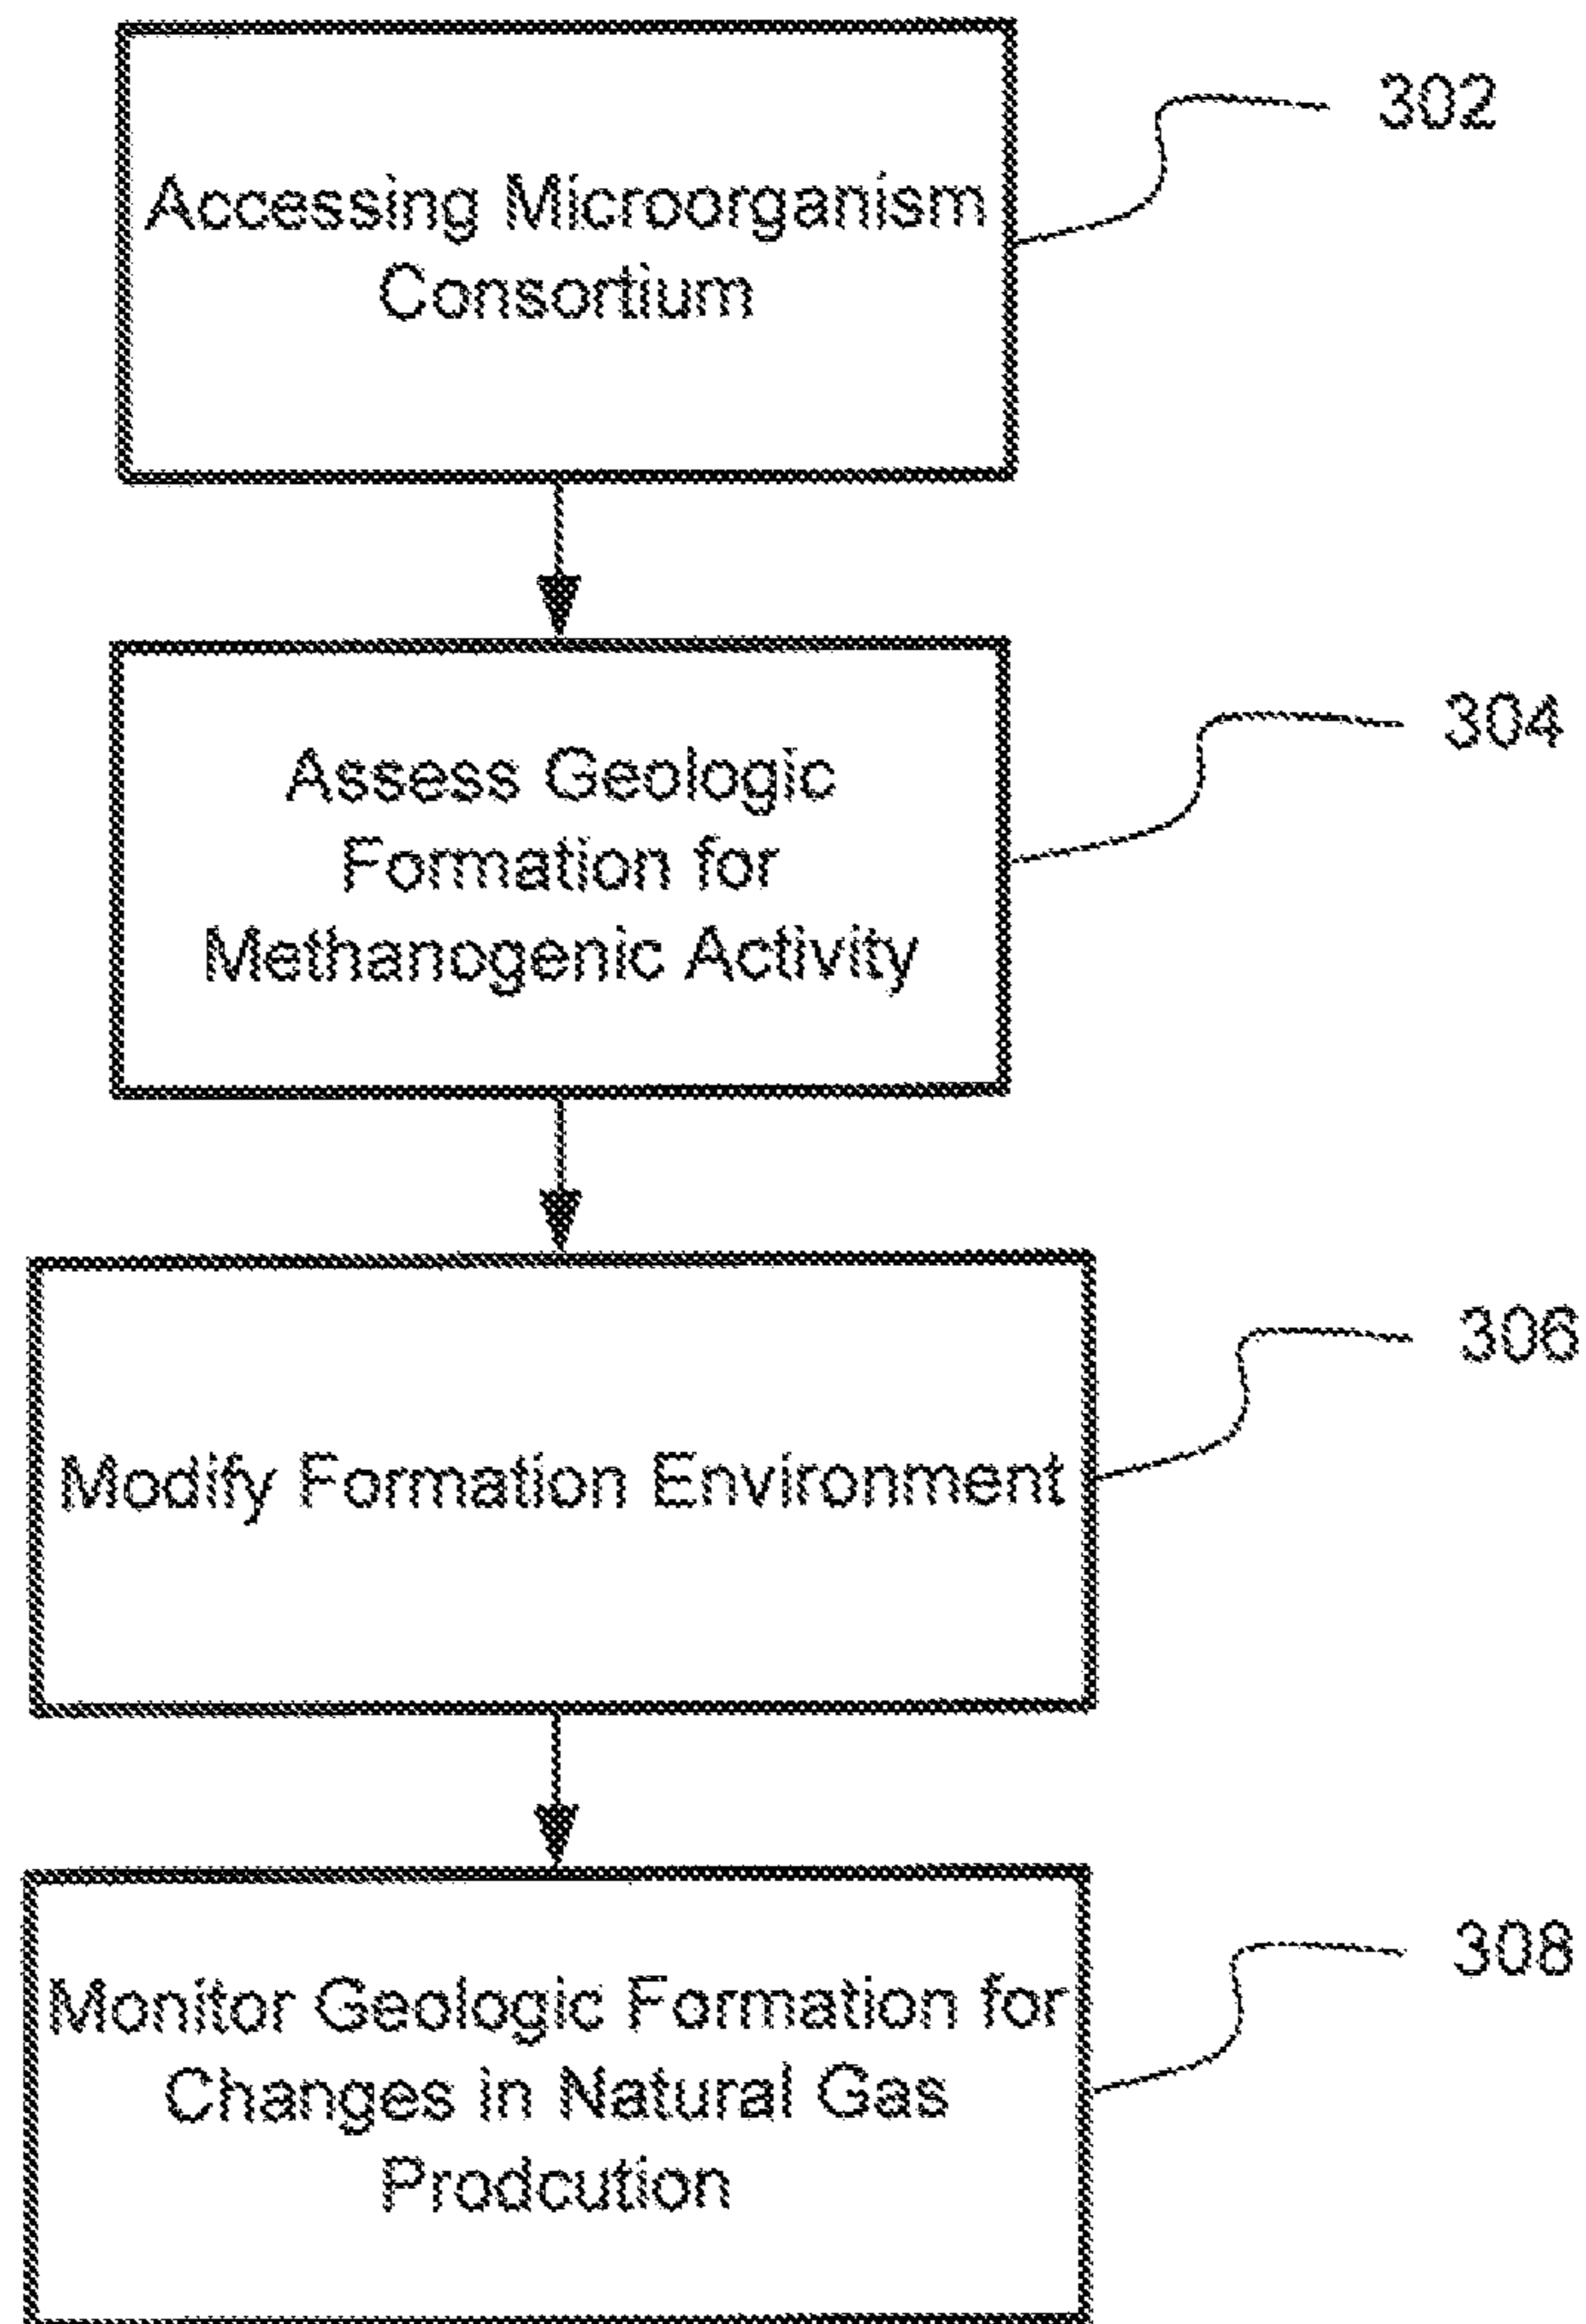 Accessing Microorganism
Consortium
302
Assess Geologic
Formation for
Methanogenic Activity
304
Modify Formation Environment
306
Monitor Geologic Formation for
Changes in Natural Gas
Prodcution
308